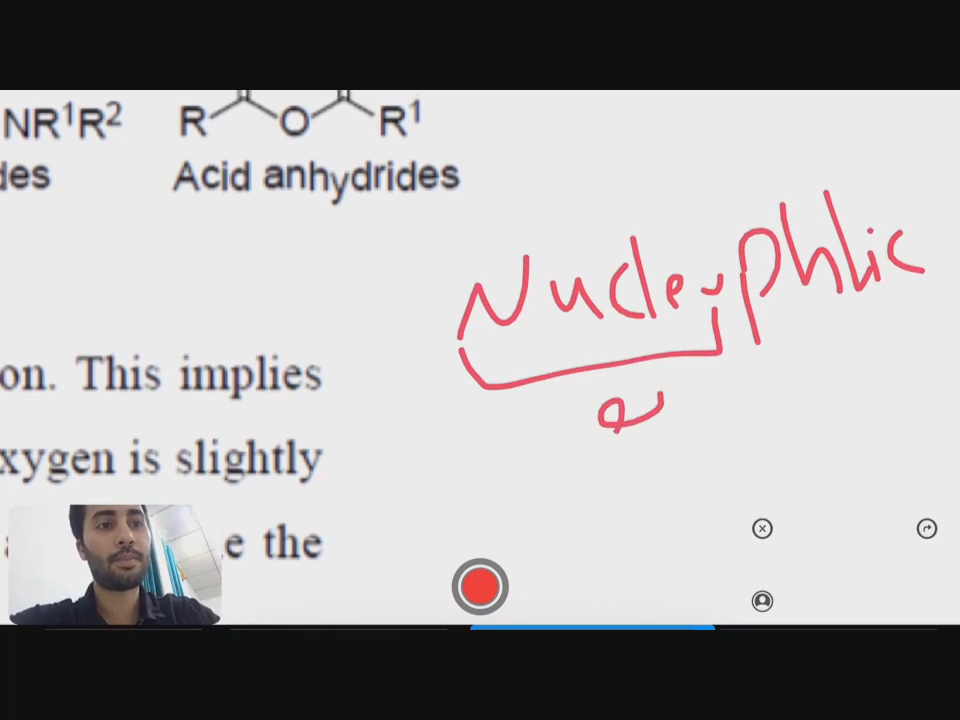 NR¹R²
R O R¹
des Acid anhydrides
Nucleophlic
on. This implies
xygen is slightly
e the